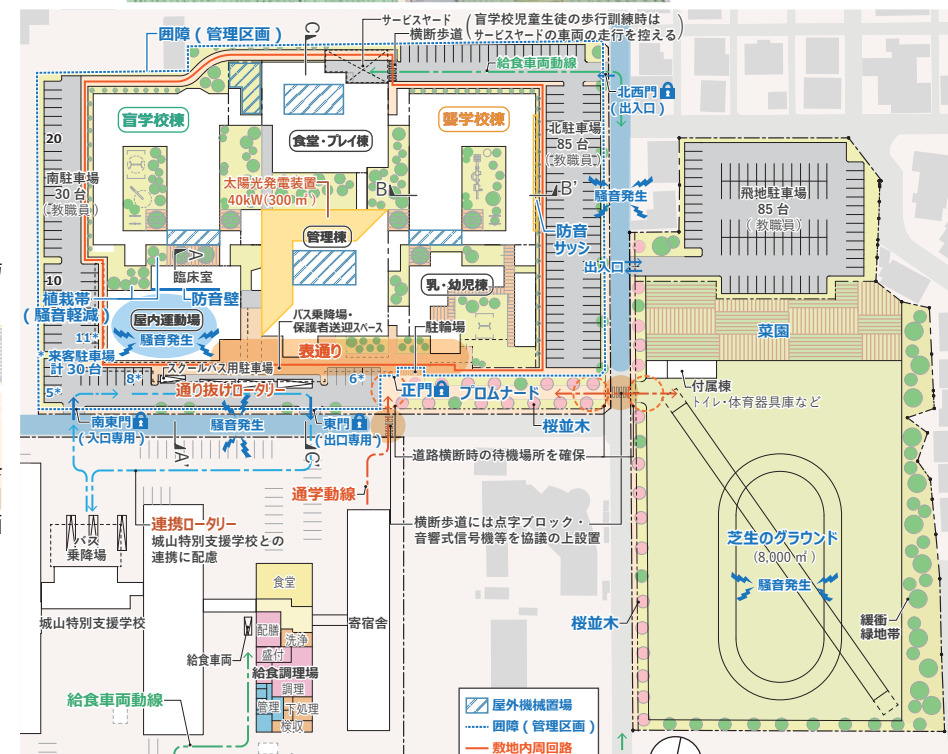 囲障(管理区画)
サービスヤード
横断歩道
(盲学校児童生徒の歩行訓練時は
サービスヤードの車両の走行を控える)
給食車両動線
北西門
(出入口)
盲学校棟
食堂・プレイ棟
聾学校棟
20
南駐車場
30台
(教職員)
北駐車場
85台
(教職員)
太陽光発電装置
40kW(300㎡)
C
B
B'
騒音発生
飛地駐車場
85台
(教職員)
管理棟
防音
サッシ
出入口
A
臨床室
10
植栽帯
(騒音軽減)
防音壁
乳・幼児棟
屋内運動場
騒音発生
バス乗降場・
保護者送迎スペース
駐輪場
菜園
11*
*来客駐車場
計30台
表通り
スクールバス用駐車場
5*
8*
6*
通り抜けロータリー
正門
プロムナード
付属棟
トイレ・体育器具庫など
南東門
(入口専用)
騒音発生
東門
(出口専用)
桜並木
A'
C'
道路横断時の待機場所を確保
通学動線
連携ロータリー
城山特別支援学校との
連携に配慮
横断歩道には点字ブロック・
音響式信号機等を協議の上設置
バス
乗降場
芝生のグラウンド
(8,000㎡)
騒音発生
食堂
城山特別支援学校
配膳
洗浄
盛付
寄宿舎
桜並木
緩衝
緑地帯
給食車両
給食調理場
調理
管理
下処理
検収
給食車両動線
屋外機械置場
囲障(管理区画)
敷地内周回路